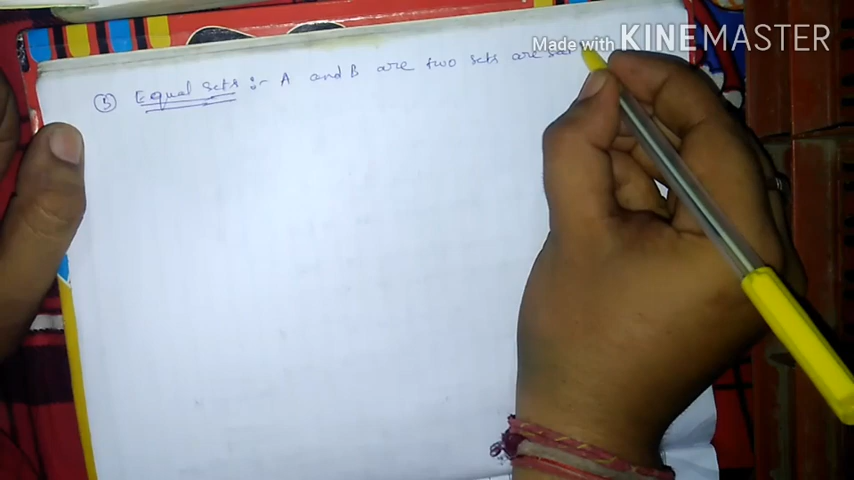 Made with KINEMASTER
⑤ Equal sets :- A and B are two sets are